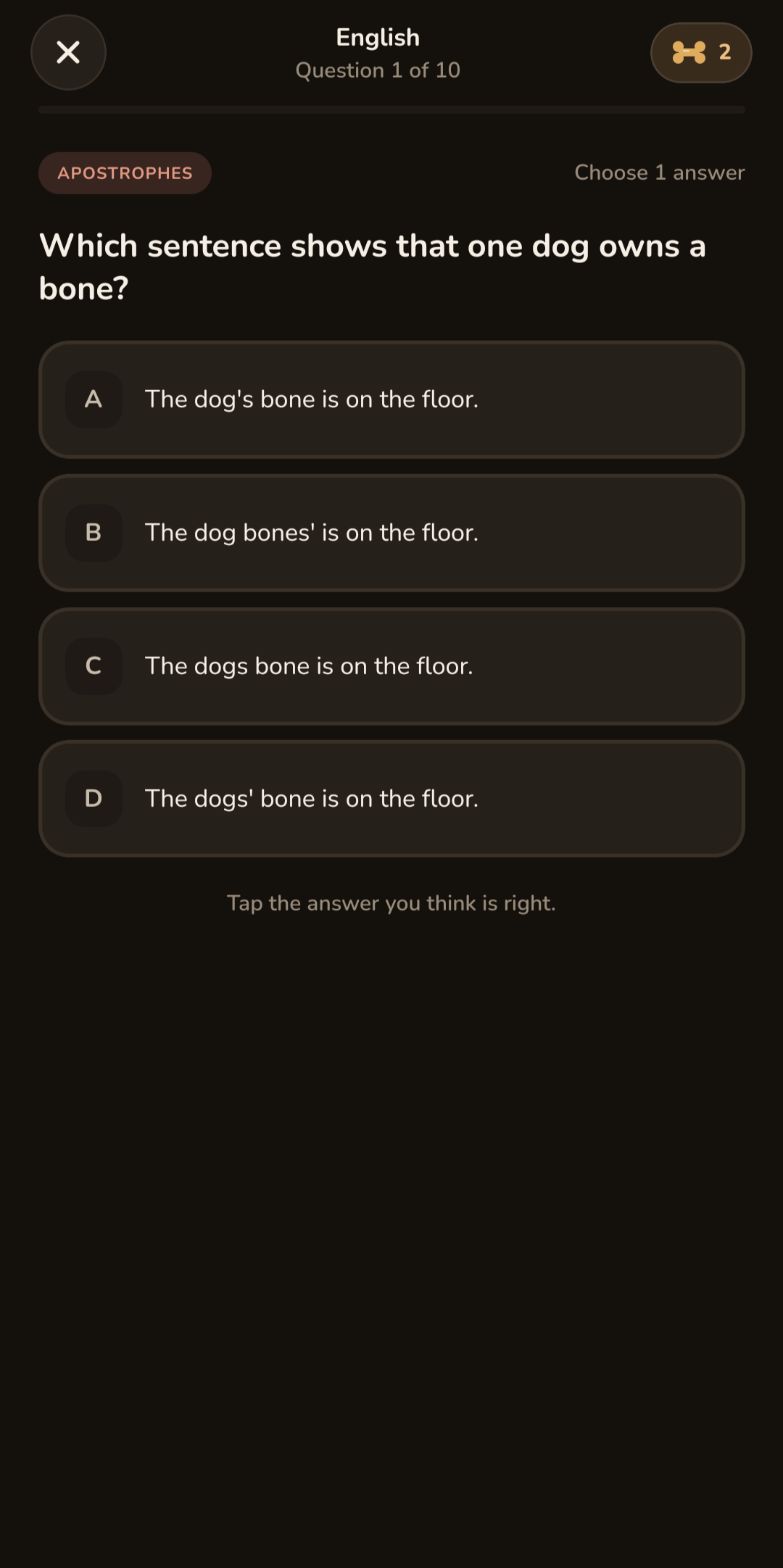 English
Question 1 of 10
2
APOSTROPHES
Choose 1 answer
Which sentence shows that one dog owns a
bone?
A The dog's bone is on the floor.
B The dog bones' is on the floor.
C The dogs bone is on the floor.
D The dogs' bone is on the floor.
Tap the answer you think is right.